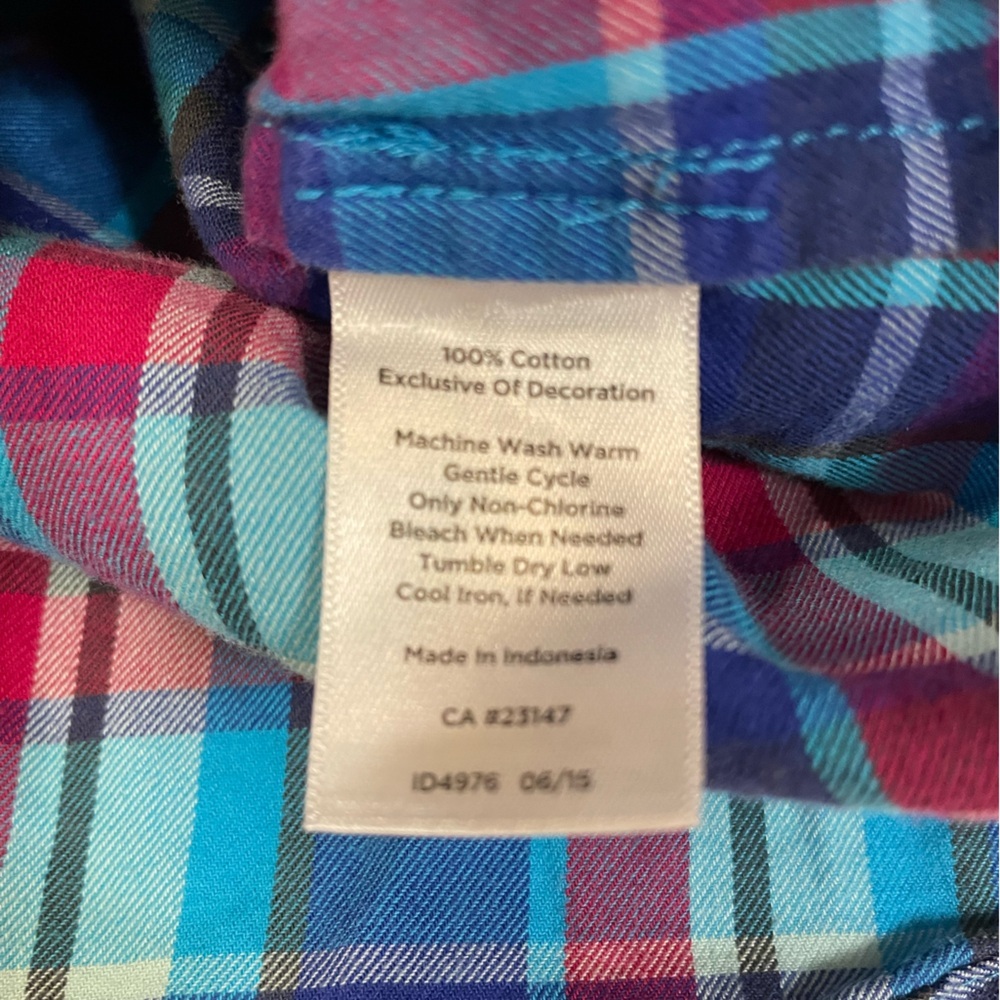 100% Cotton
Exclusive Of Decoration
Machine Wash Warm
Gentle Cycle
Only Non-Chlorine
Bleach When Needed
Tumble Dry Low
Cool Iron, If Needed
Made In Indonesia
CA #23147
ID4976 06/15